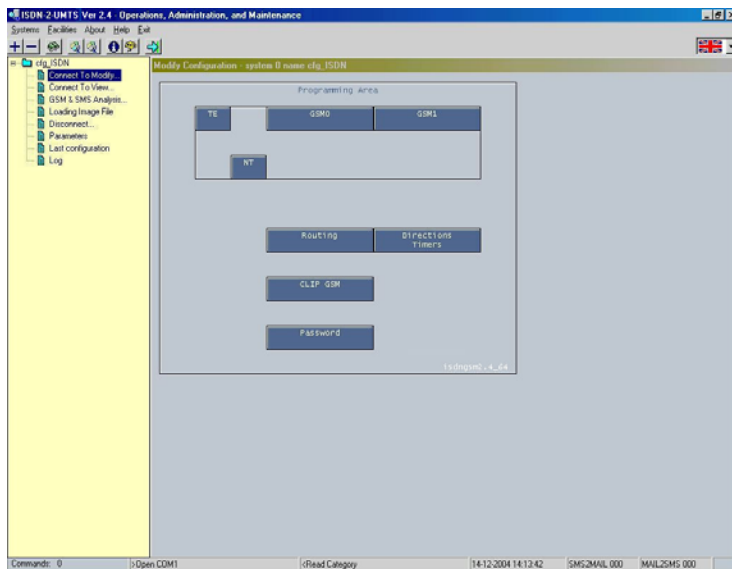 ISDN-2-UMTS Ver 2.4 - Operations, Administration, and Maintenance
Systems Facilities About Help Exit
cfg_ISDN
Connect To Modify...
Connect To View...
GSM & SMS Analysis...
Loading Image File
Disconnect...
Parameters
Last configuration
Log
Modify Configuration - system 0 name cfg_ISDN
Programming Area
TE
GSM0
GSM1
NT
Routing
Directions
Timers
CLIP GSM
Password
isdngsm2.4_64
Commands: 0
>Open COM1
<Read Category
14-12-2004 14:13:42
SMS2MAIL 000
MAIL2SMS 000